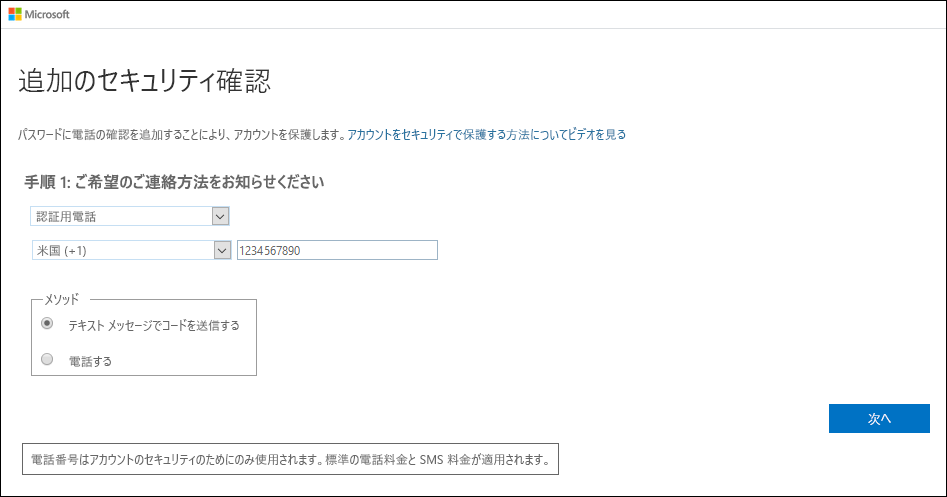 Microsoft
追加のセキュリティ確認
パスワードに電話の確認を追加することにより、アカウントを保護します。アカウントをセキュリティで保護する方法についてビデオを見る
手順 1: ご希望のご連絡方法をお知らせください
認証用電話
米国 (+1) 1234567890
メソッド
テキスト メッセージでコードを送信する
電話する
次へ
電話番号はアカウントのセキュリティのためにのみ使用されます。標準の電話料金と SMS 料金が適用されます。